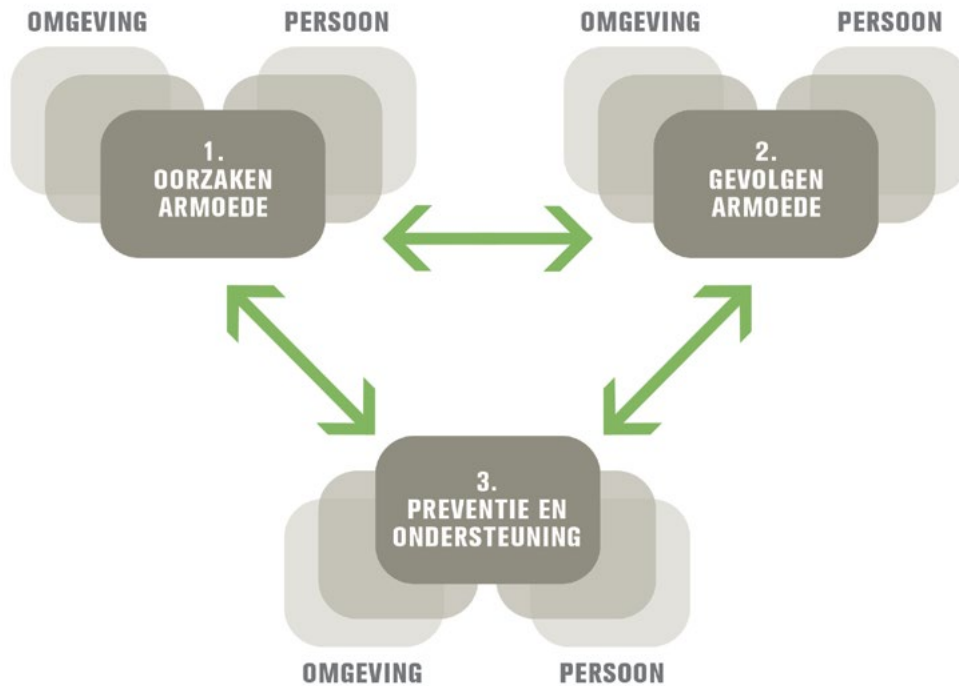 OMGEVING PERSOON OMGEVING PERSOON
1.
OORZAKEN
ARMOEDE
2.
GEVOLGEN
ARMOEDE
3.
PREVENTIE EN
ONDERSTEUNING
OMGEVING PERSOON